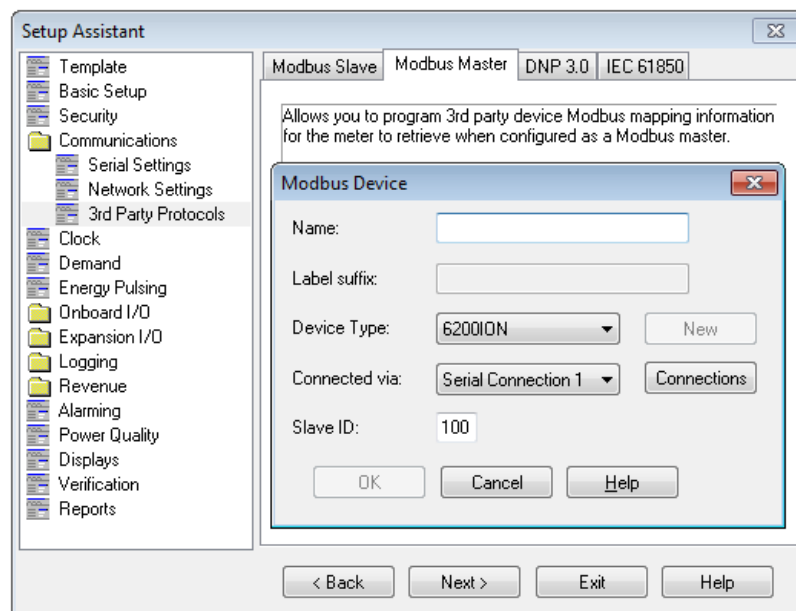 Setup Assistant
Template
Basic Setup
Security
Communications
Serial Settings
Network Settings
3rd Party Protocols
Clock
Demand
Energy Pulsing
Onboard I/O
Expansion I/O
Logging
Revenue
Alarming
Power Quality
Displays
Verification
Reports
Modbus Slave Modbus Master DNP 3.0 IEC 61850
Allows you to program 3rd party device Modbus mapping information
for the meter to retrieve when configured as a Modbus master.
Modbus Device
Name:
Label suffix:
Device Type: 6200ION New
Connected via: Serial Connection 1 Connections
Slave ID: 100
OK Cancel Help
< Back Next > Exit Help